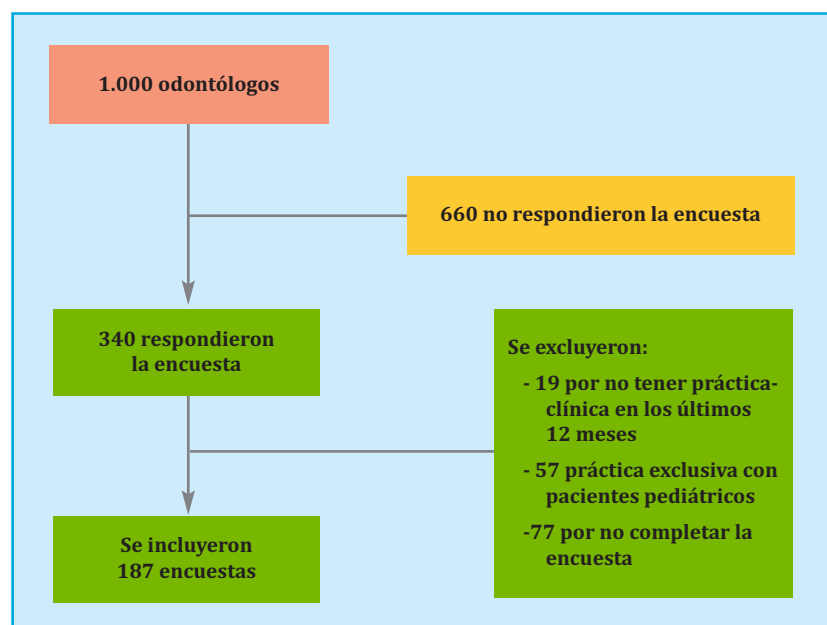 1.000 odontólogos
660 no respondieron la encuesta
340 respondieron
la encuesta
Se excluyeron:
- 19 por no tener práctica-
clínica en los últimos
12 meses
- 57 práctica exclusiva con
pacientes pediátricos
-77 por no completar la
encuesta
Se incluyeron
187 encuestas